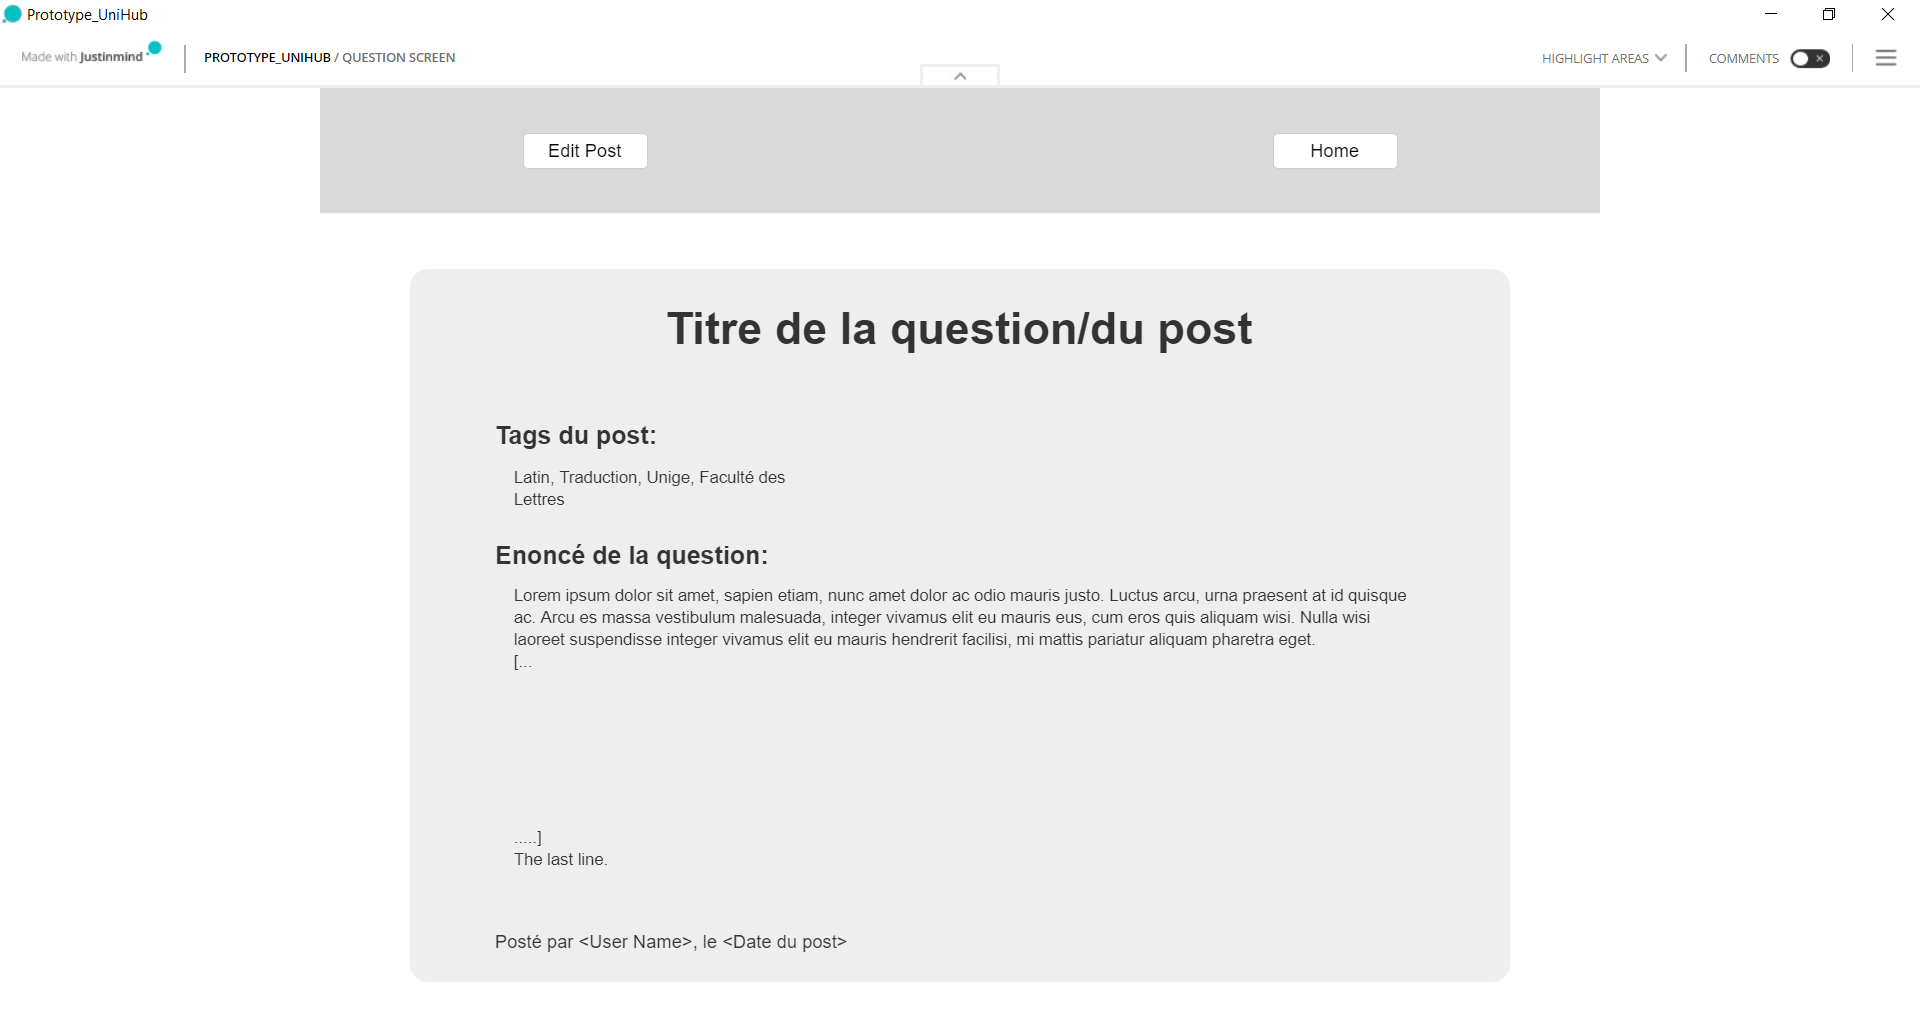 Prototype_UniHub
Made with Justinmind
PROTOTYPE_UNIHUB / QUESTION SCREEN
HIGHLIGHT AREAS
COMMENTS
Edit Post
Home
Titre de la question/du post
Tags du post:
Latin, Traduction, Unige, Faculté des
Lettres
Enoncé de la question:
Lorem ipsum dolor sit amet, sapien etiam, nunc amet dolor ac odio mauris justo. Luctus arcu, urna praesent at id quisque
ac. Arcu es massa vestibulum malesuada, integer vivamus elit eu mauris eus, cum eros quis aliquam wisi. Nulla wisi
laoreet suspendisse integer vivamus elit eu mauris hendrerit facilisi, mi mattis pariatur aliquam pharetra eget.
[...
.....]
The last line.
Posté par <User Name>, le <Date du post>